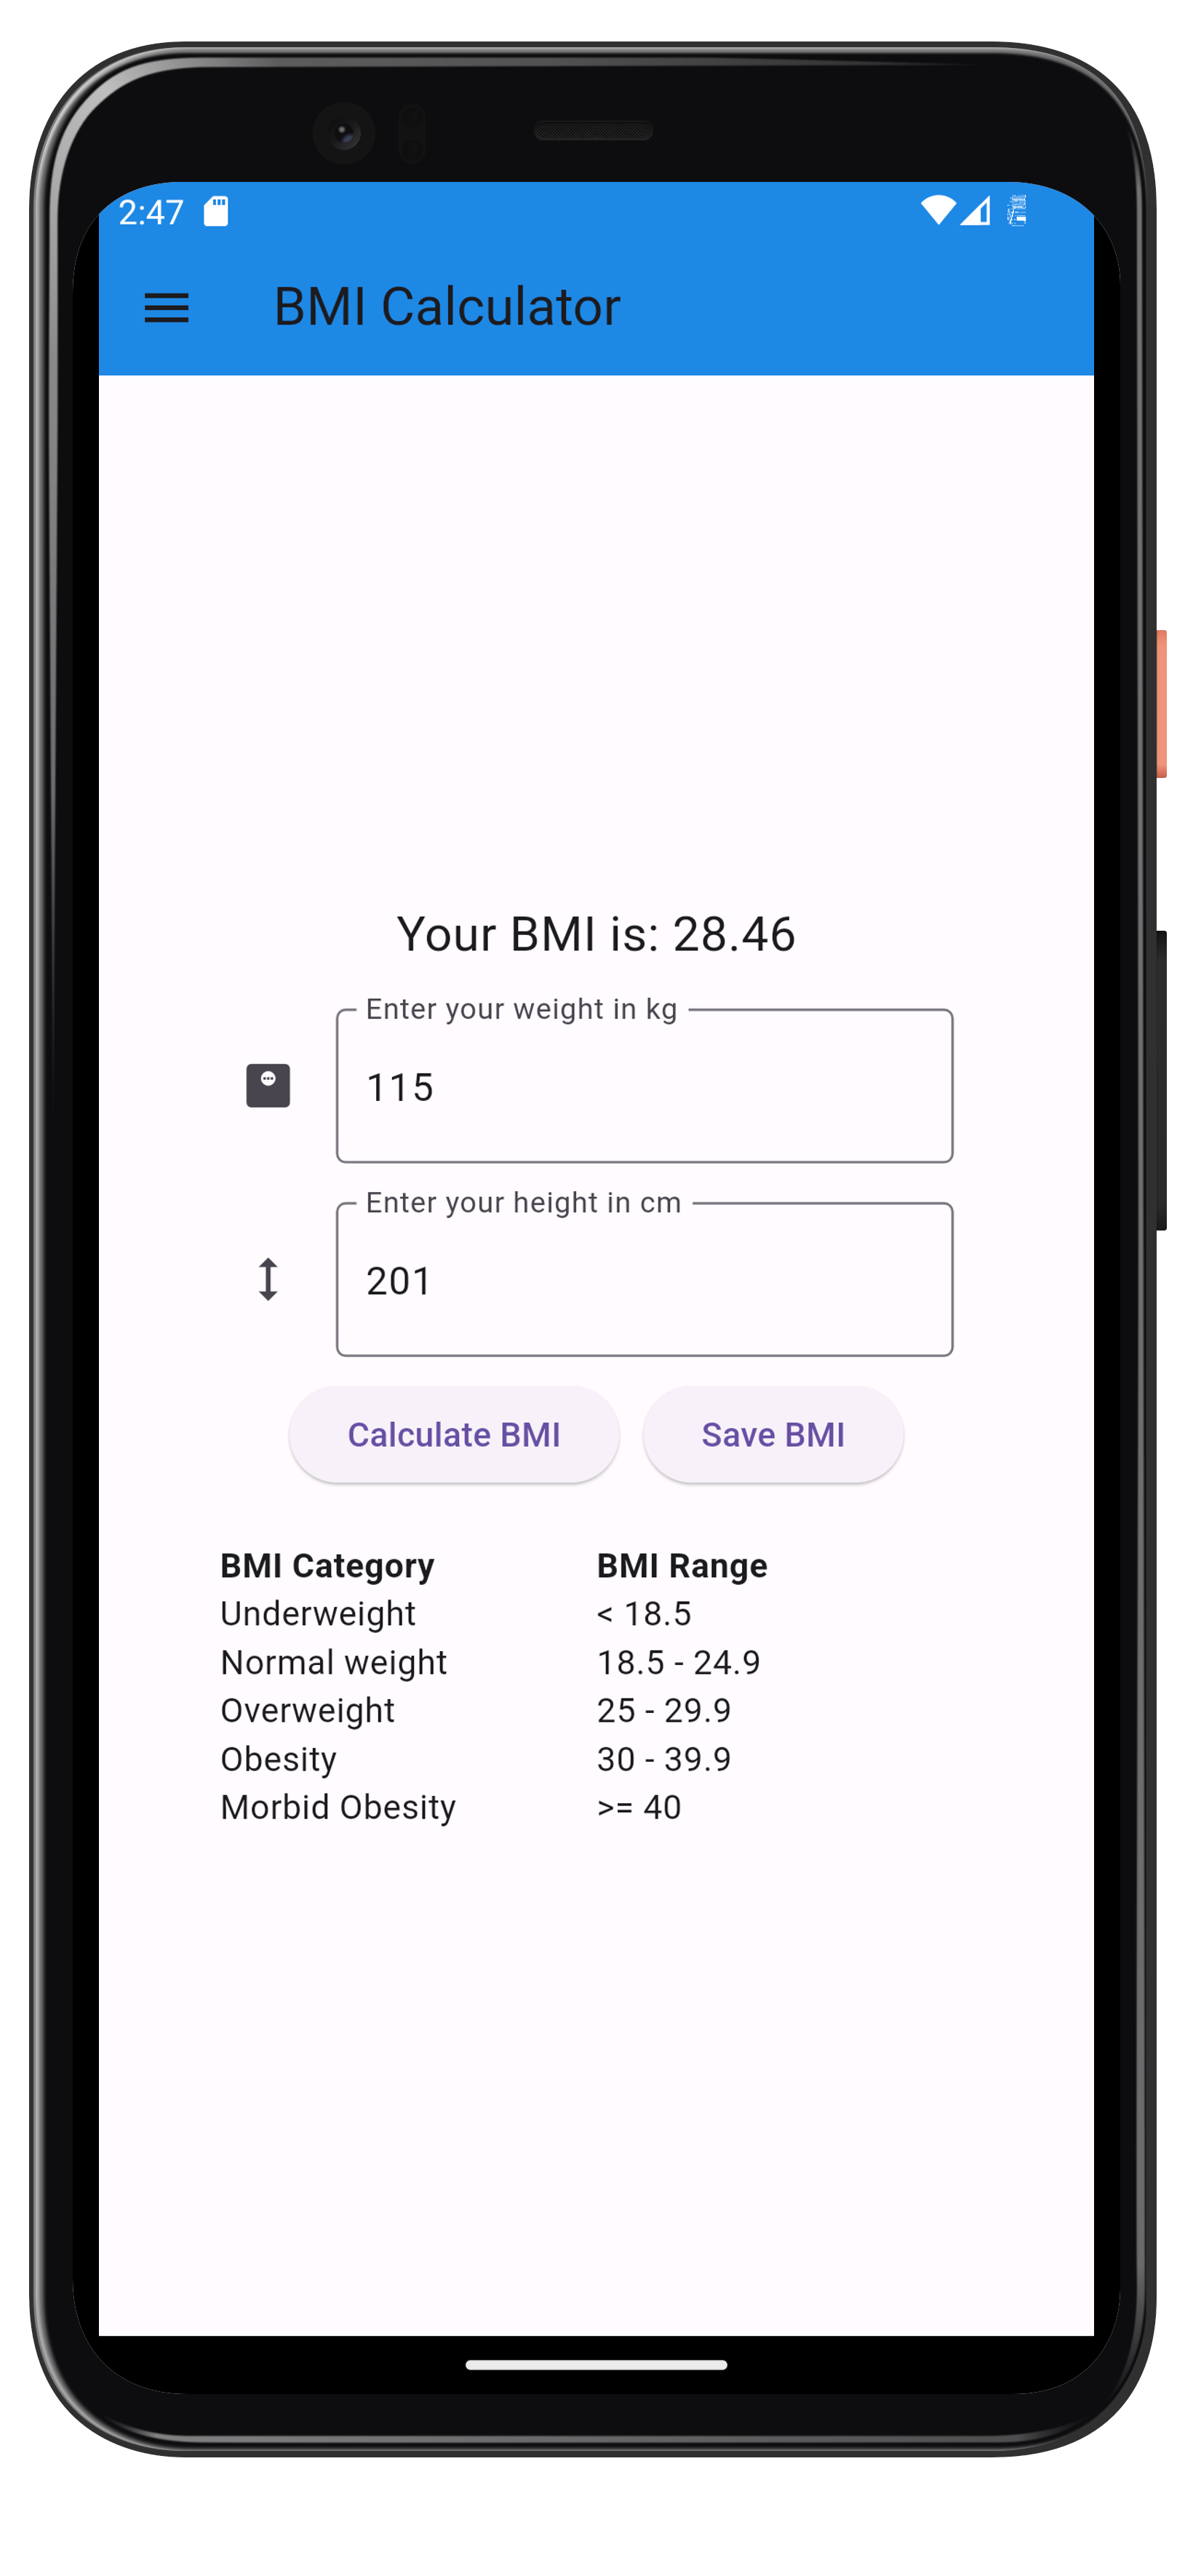 2:47
BMI Calculator
Your BMI is: 28.46
Enter your weight in kg
115
Enter your height in cm
201
Calculate BMI Save BMI
BMI Category BMI Range
Underweight < 18.5
Normal weight 18.5 - 24.9
Overweight 25 - 29.9
Obesity 30 - 39.9
Morbid Obesity >= 40